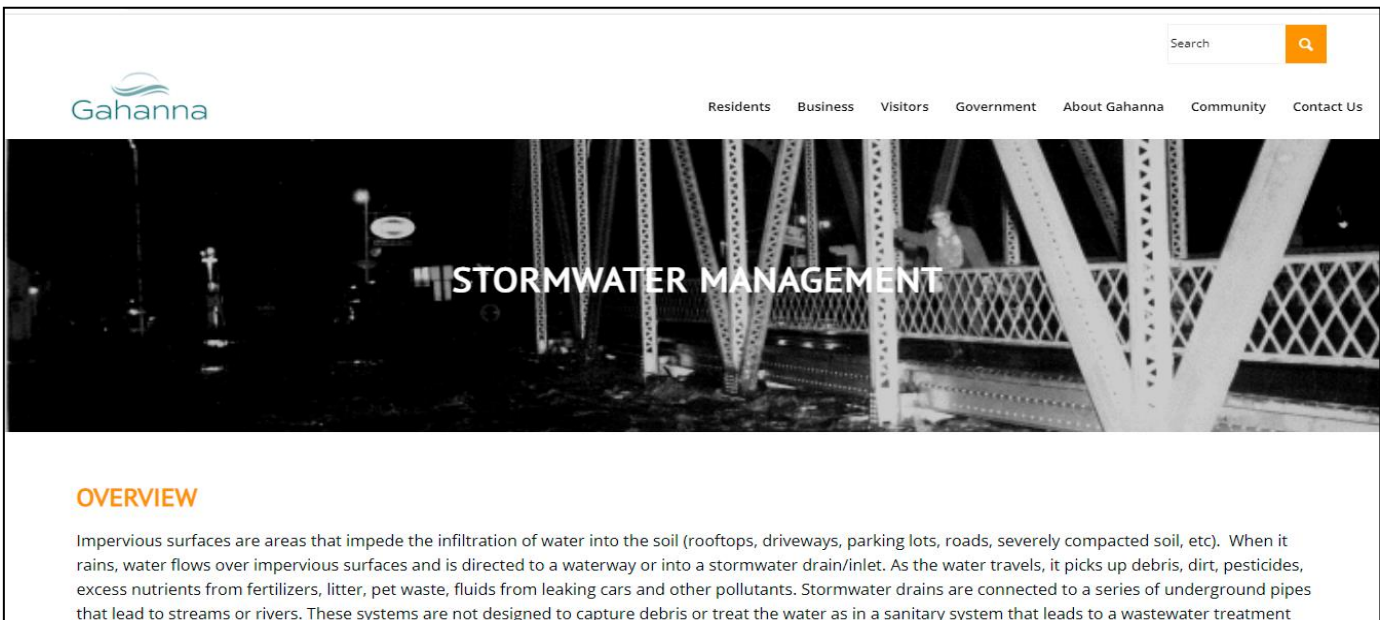 Search
Gahanna
Residents Business Visitors Government About Gahanna Community Contact Us
STORMWATER MANAGEMENT
OVERVIEW
Impervious surfaces are areas that impede the infiltration of water into the soil (rooftops, driveways, parking lots, roads, severely compacted soil, etc). When it
rains, water flows over impervious surfaces and is directed to a waterway or into a stormwater drain/inlet. As the water travels, it picks up debris, dirt, pesticides,
excess nutrients from fertilizers, litter, pet waste, fluids from leaking cars and other pollutants. Stormwater drains are connected to a series of underground pipes
that lead to streams or rivers. These systems are not designed to capture debris or treat the water as in a sanitary system that leads to a wastewater treatment